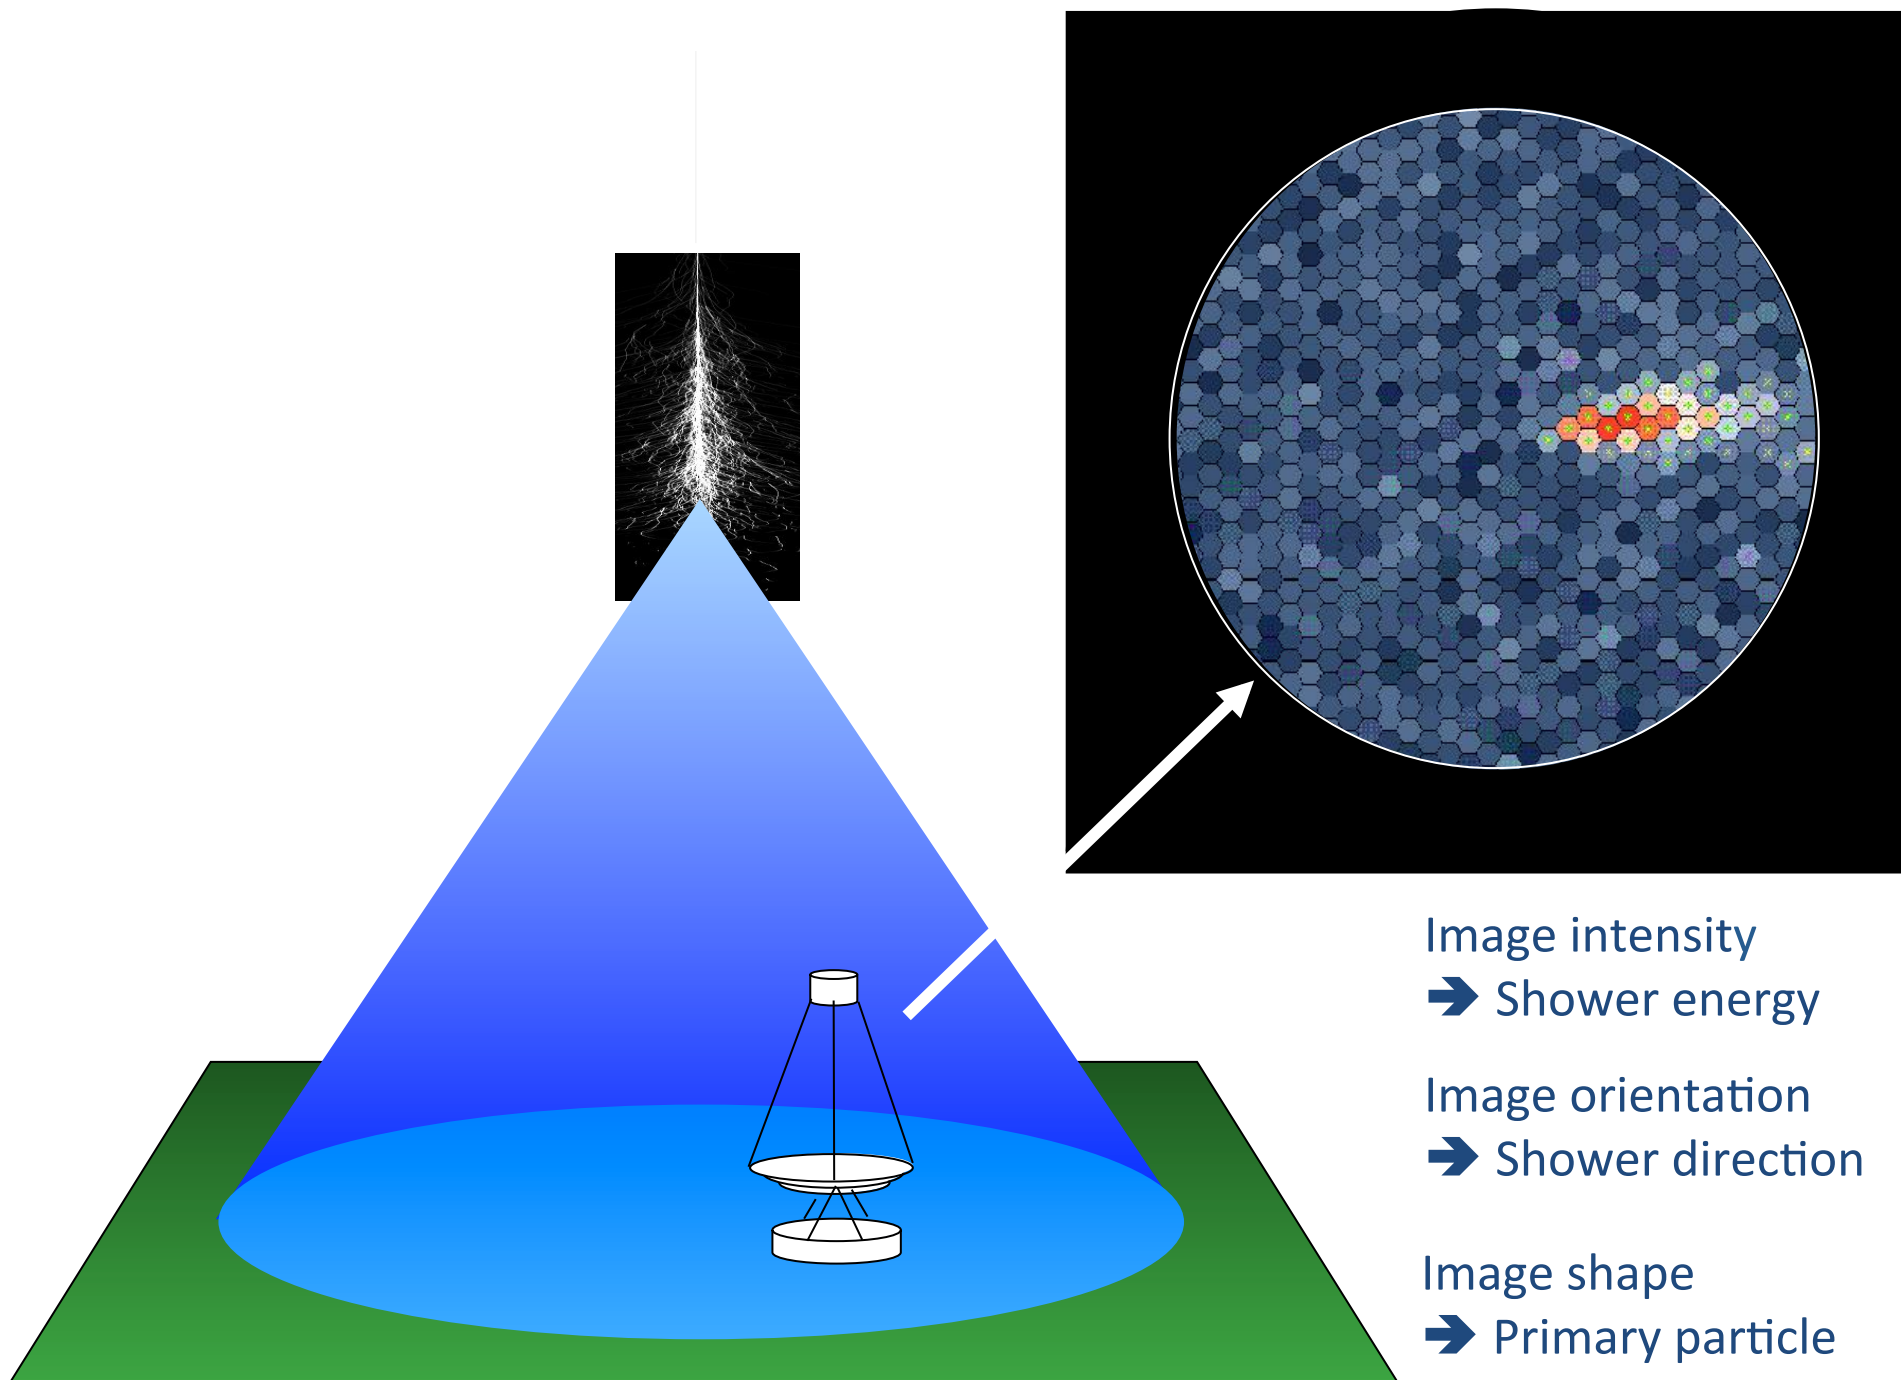 Image intensity
➔ Shower energy
Image orientation
➔ Shower direction
Image shape
➔ Primary particle